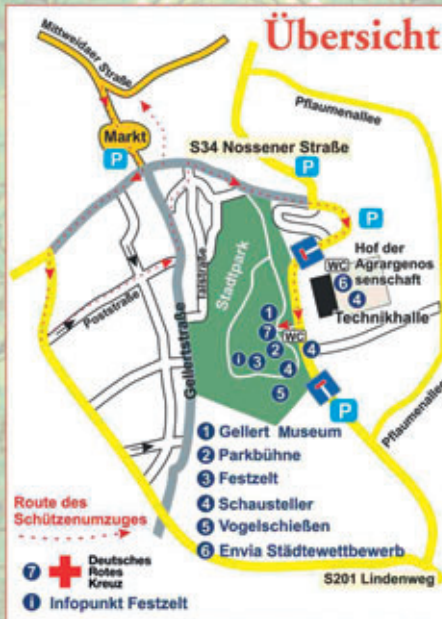 Übersicht
Mittweidaer Straße
Markt
P
S34 Nossener Straße
P
Pflaumenallee
P
WC
Hof der
Agrargenos
senschaft
6
4
Technikhalle
Stadtpark
Talstraße
Poststraße
Gellertstraße
1
7
WC
2
4
i
3
4
5
P
Pflaumenallee
1 Gellert Museum
2 Parkbühne
3 Festzelt
4 Schausteller
5 Vogelschießen
6 Envia Städtewettbewerb
Route des
Schützenumzuges
7 Deutsches
Rotes
Kreuz
i Infopunkt Festzelt
S201 Lindenweg